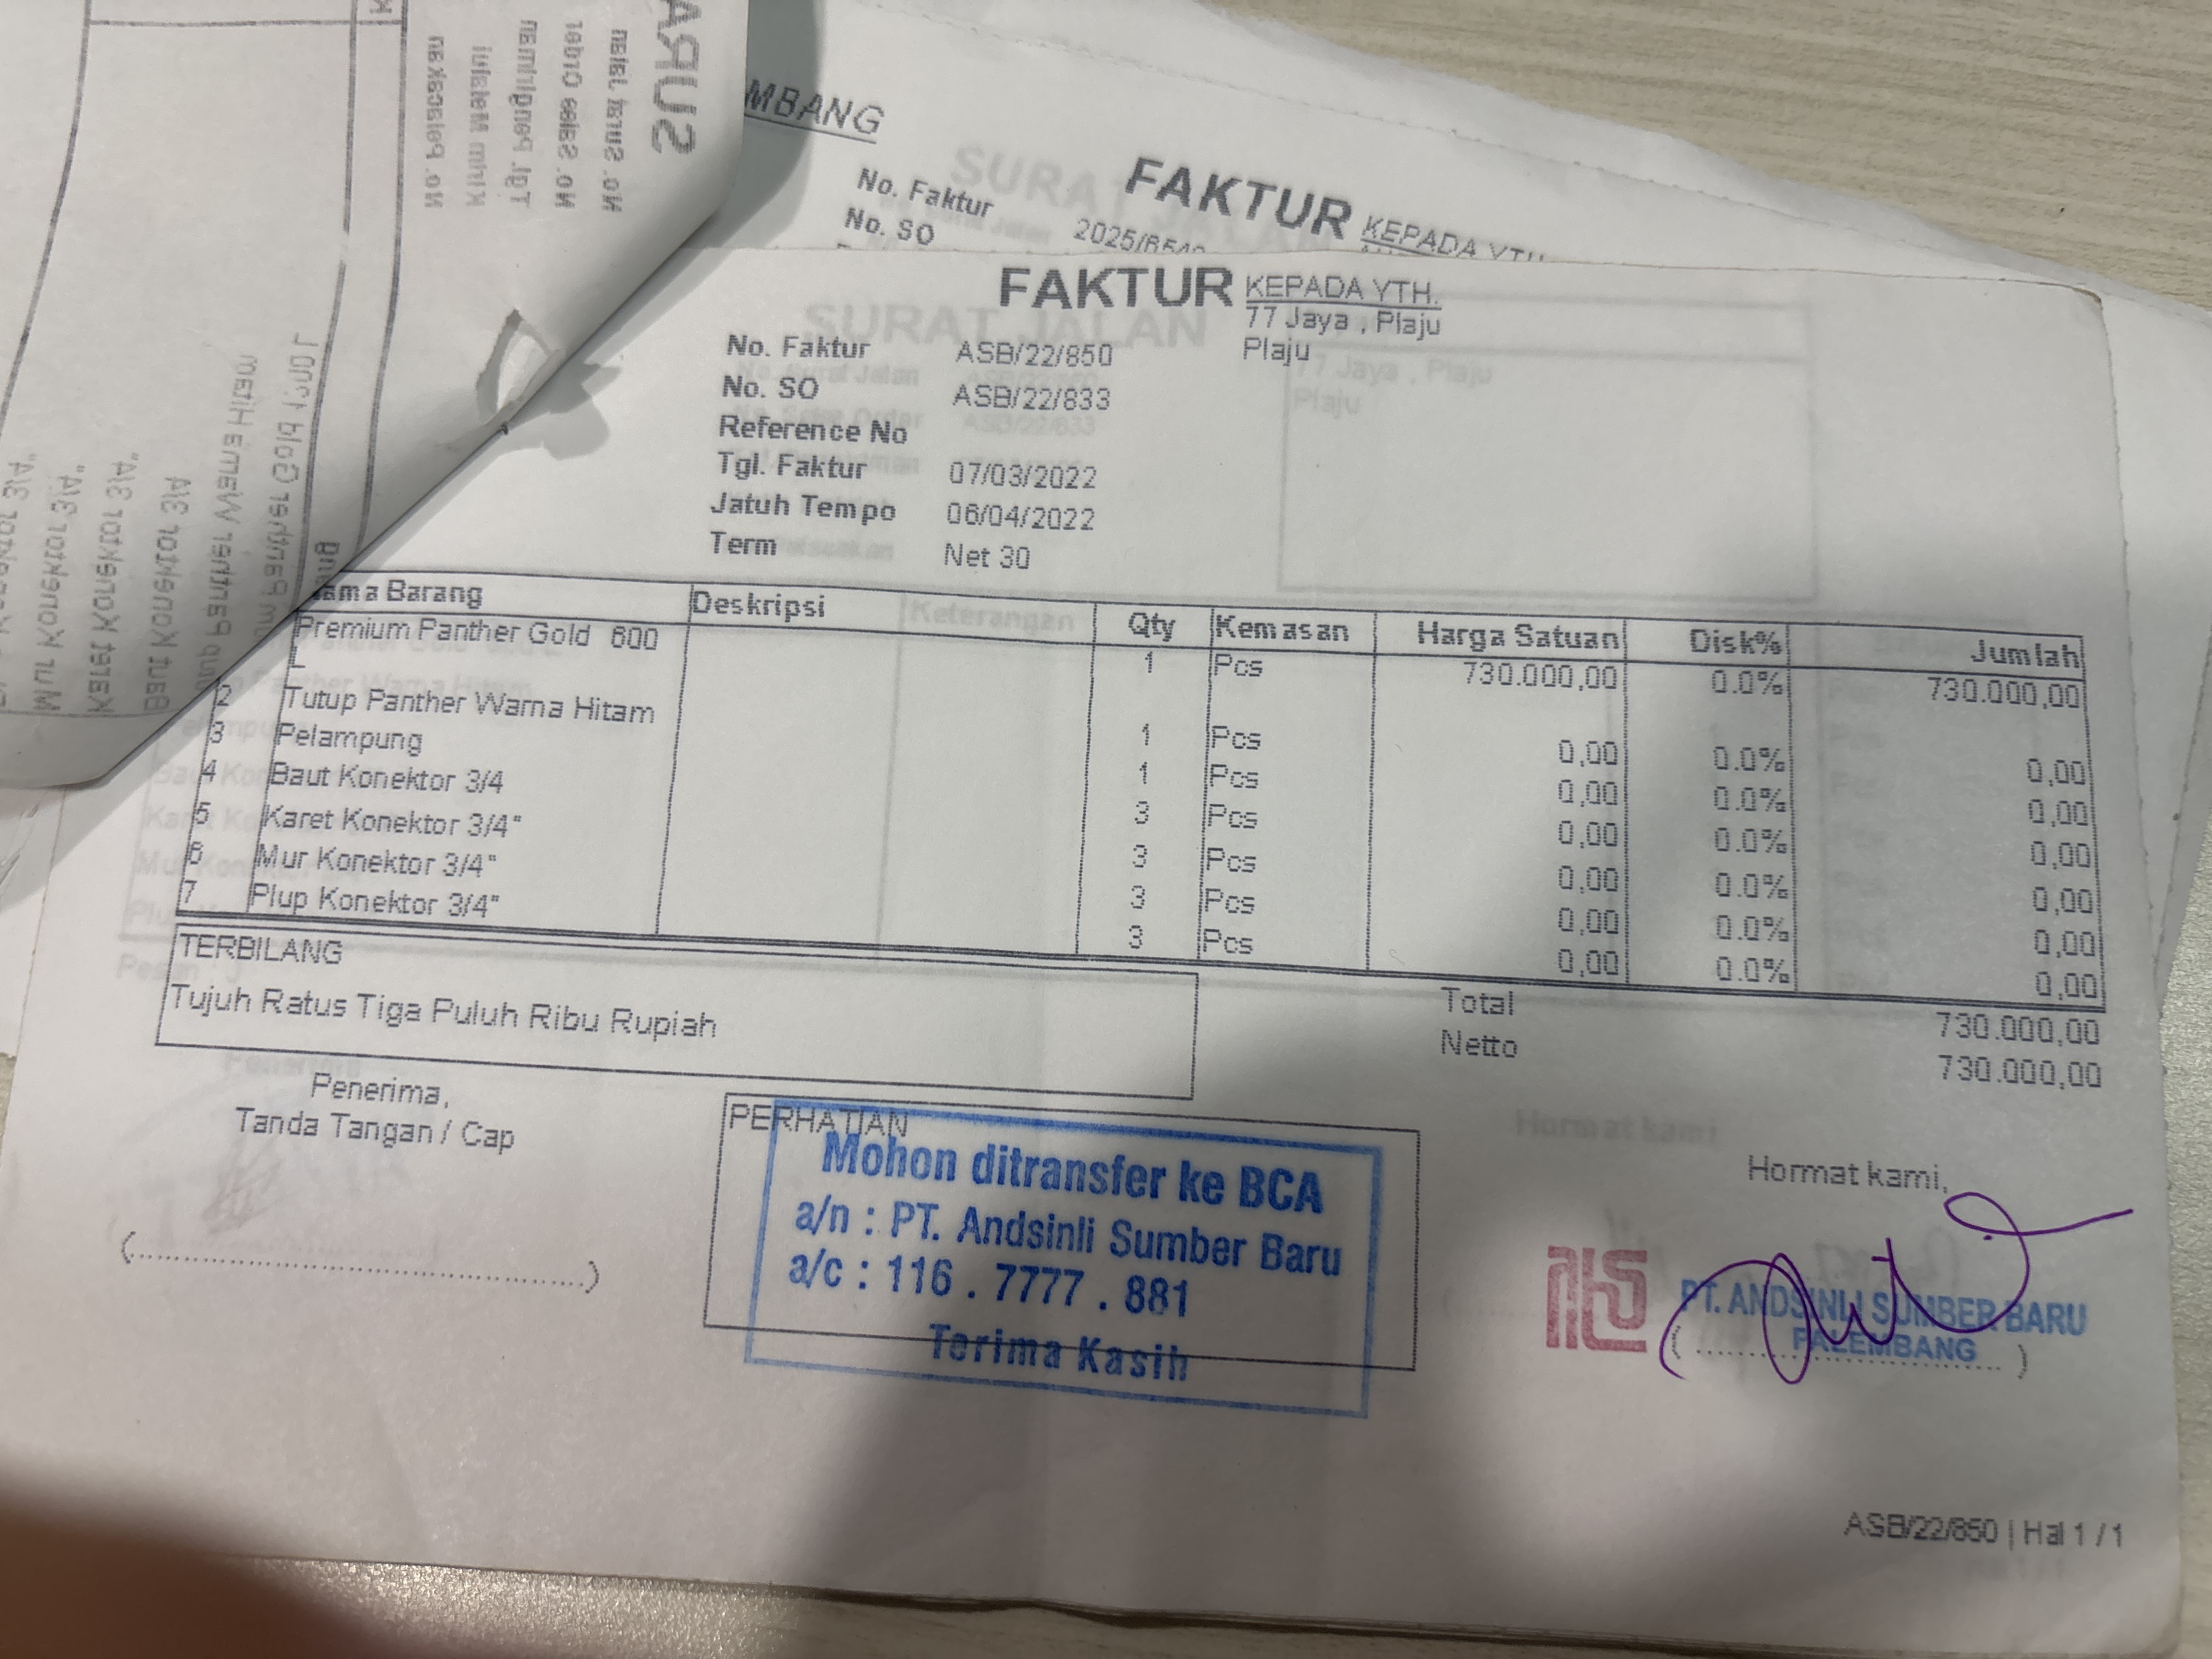 MBANG
FAKTUR
KEPADA YTH.
No. Faktur
No. SO
FAKTUR
KEPADA YTH.
77 Jaya , Plaju
Plaju
No. Faktur ASB/22/850
No. SO ASB/22/833
Reference No
Tgl. Faktur 07/03/2022
Jatuh Tempo 06/04/2022
Term Net 30
ama Barang Deskripsi Qty Kemasan Harga Satuan Disk% Jumlah
Premium Panther Gold 600 1 Pcs 730.000,00 0.0% 730.000,00
L
2 Tutup Panther Warna Hitam 1 Pcs 0,00 0.0% 0,00
3 Pelampung 1 Pcs 0,00 0.0% 0,00
4 Baut Konektor 3/4 3 Pcs 0,00 0.0% 0,00
5 Karet Konektor 3/4" 3 Pcs 0,00 0.0% 0,00
6 Mur Konektor 3/4" 3 Pcs 0,00 0.0% 0,00
7 Plup Konektor 3/4" 3 Pcs 0,00 0.0% 0,00
TERBILANG
Tujuh Ratus Tiga Puluh Ribu Rupiah
Total 730.000,00
Netto 730.000,00
Penerima,
Tanda Tangan / Cap
PERHATIAN
Mohon ditransfer ke BCA
a/n : PT. Andsinli Sumber Baru
a/c : 116 . 7777 . 881
Terima Kasih
Hormat kami,
PT. ANDSINLI SUMBER BARU
PALEMBANG
ASB/22/850 | Hal 1 / 1